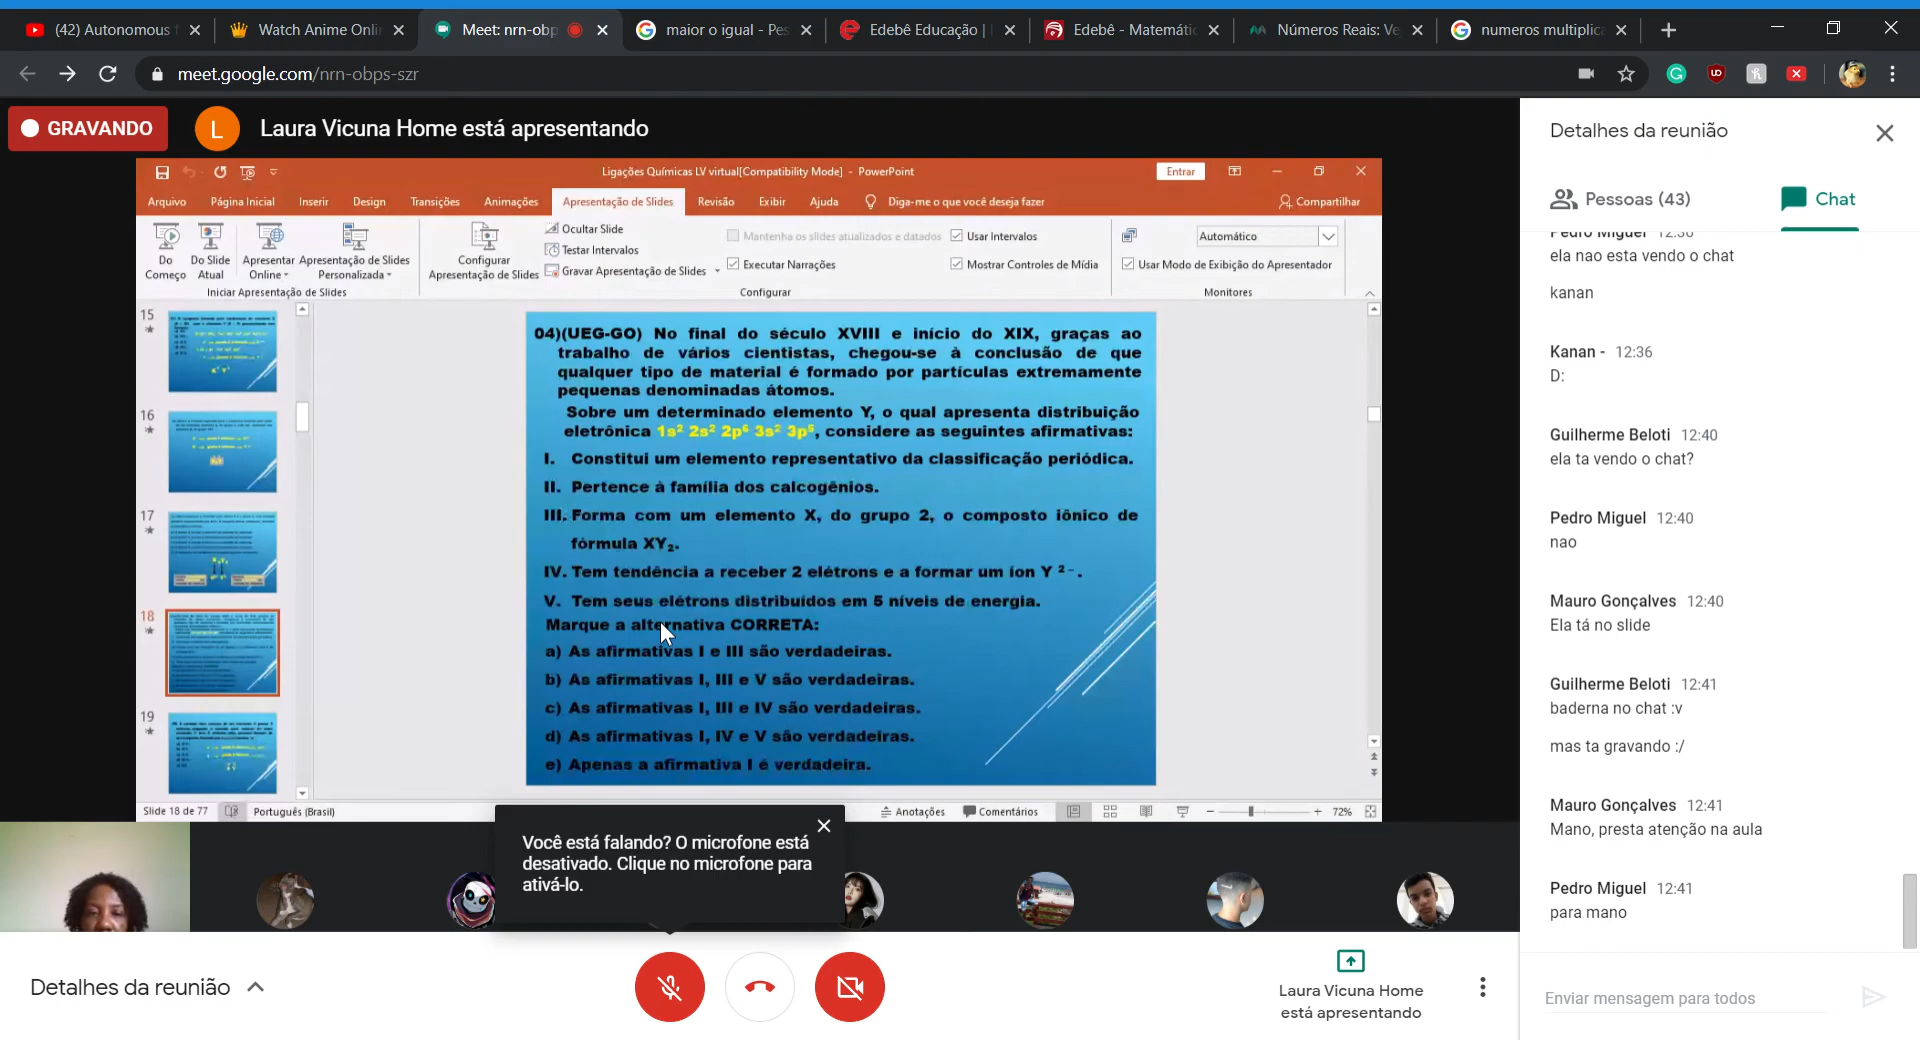 (42) Autonomous
Watch Anime Onli
Meet: nrn-obp
maior o igual - Pes
Edebê Educação |
Edebê - Matemátic
Números Reais: Ve
numeros multiplica
meet.google.com/nrn-obps-szr
GRAVANDO
L
Laura Vicuna Home está apresentando
Ligações Químicas LV virtual[Compatibility Mode] - PowerPoint
Entrar
Arquivo
Página Inicial
Inserir
Design
Transições
Animações
Apresentação de Slides
Revisão
Exibir
Ajuda
Diga-me o que você deseja fazer
Compartilhar
Do Começo
Do Slide Atual
Apresentar Online
Apresentação de Slides Personalizada
Iniciar Apresentação de Slides
Configurar Apresentação de Slides
Ocultar Slide
Testar Intervalos
Gravar Apresentação de Slides
Mantenha os slides atualizados e datados
Executar Narrações
Usar Intervalos
Mostrar Controles de Mídia
Configurar
Automático
Usar Modo de Exibição do Apresentador
Monitores
15
16
17
18
19
04)(UEG-GO) No final do século XVIII e início do XIX, graças ao
trabalho de vários cientistas, chegou-se à conclusão de que
qualquer tipo de material é formado por partículas extremamente
pequenas denominadas átomos.
Sobre um determinado elemento Y, o qual apresenta distribuição
eletrônica 1s² 2s² 2p⁶ 3s² 3p⁵, considere as seguintes afirmativas:
I. Constitui um elemento representativo da classificação periódica.
II. Pertence à família dos calcogênios.
III. Forma com um elemento X, do grupo 2, o composto iônico de
fórmula XY₂.
IV. Tem tendência a receber 2 elétrons e a formar um íon Y ²⁻.
V. Tem seus elétrons distribuídos em 5 níveis de energia.
Marque a alternativa CORRETA:
a) As afirmativas I e III são verdadeiras.
b) As afirmativas I, III e V são verdadeiras.
c) As afirmativas I, III e IV são verdadeiras.
d) As afirmativas I, IV e V são verdadeiras.
e) Apenas a afirmativa I é verdadeira.
Slide 18 de 77
Português (Brasil)
Anotações
Comentários
72%
Você está falando? O microfone está
desativado. Clique no microfone para
ativá-lo.
Detalhes da reunião
Laura Vicuna Home
está apresentando
Detalhes da reunião
Pessoas (43)
Chat
Pedro Miguel 12:36
ela nao esta vendo o chat
kanan
Kanan - 12:36
D:
Guilherme Beloti 12:40
ela ta vendo o chat?
Pedro Miguel 12:40
nao
Mauro Gonçalves 12:40
Ela tá no slide
Guilherme Beloti 12:41
baderna no chat :v
mas ta gravando :/
Mauro Gonçalves 12:41
Mano, presta atenção na aula
Pedro Miguel 12:41
para mano
Enviar mensagem para todos